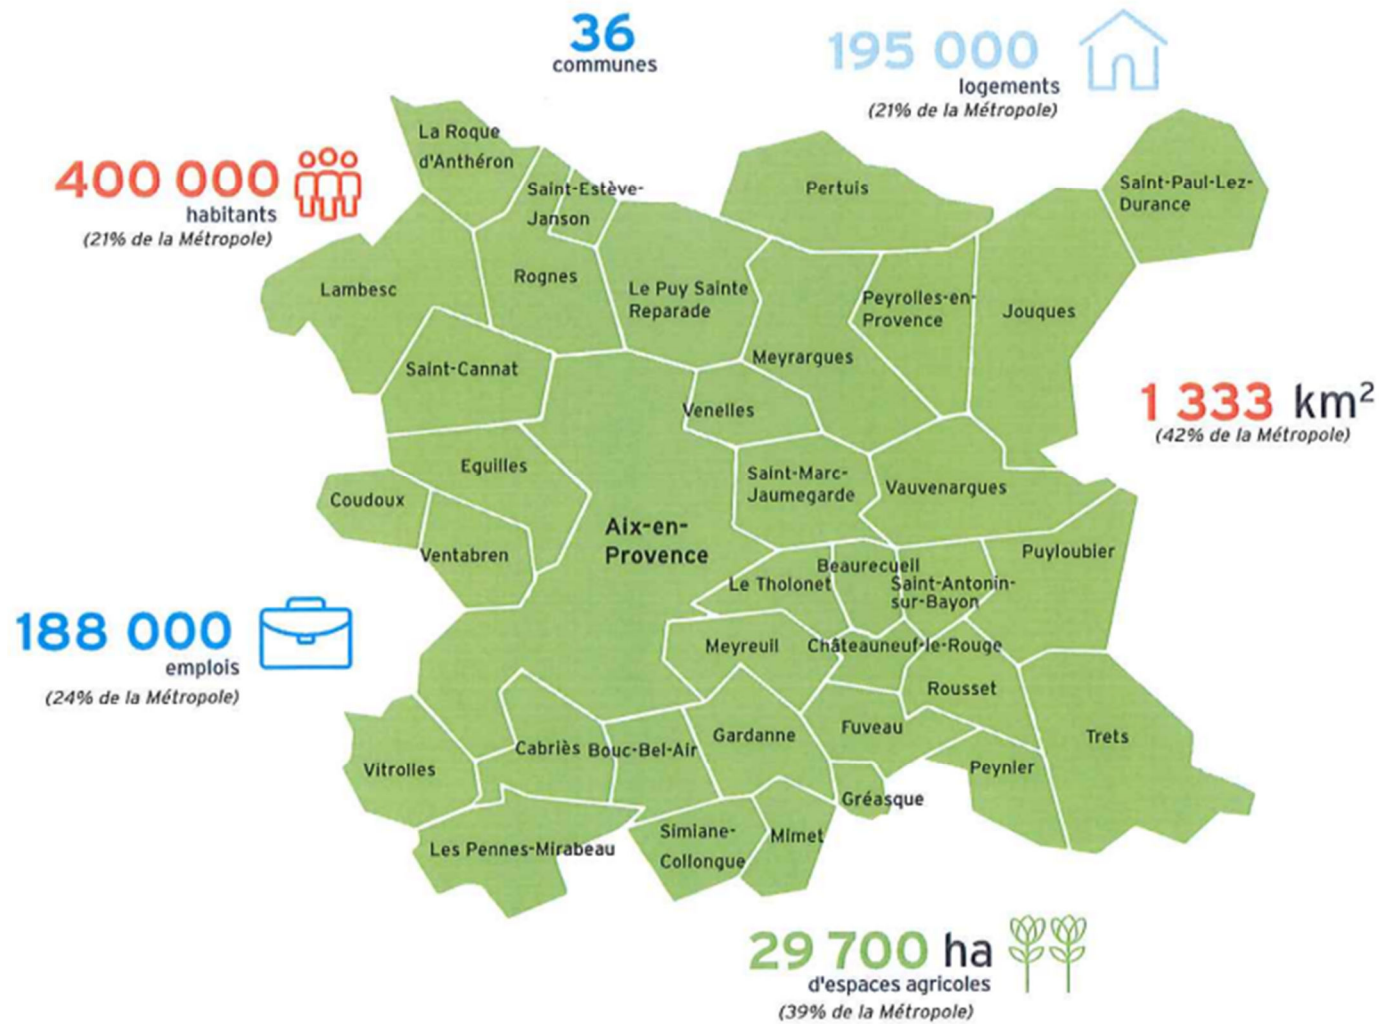 36
communes
195 000
logements
(21% de la Métropole)
400 000
habitants
(21% de la Métropole)
La Roque
d'Anthéron
Saint-Estève-
Janson
Pertuis
Saint-Paul-Lez-
Durance
Lambesc
Rognes
Le Puy Sainte
Reparade
Peyrolles-en-
Provence
Jouques
Meyrargues
Saint-Cannat
Venelles
1 333 km²
(42% de la Métropole)
Eguilles
Coudoux
Saint-Marc-
Jaumegarde
Vauvenargues
Aix-en-
Provence
Ventabren
Puyloubier
Beaurecueil
Le Tholonet
Saint-Antonin-
sur-Bayon
188 000
emplois
(24% de la Métropole)
Meyreuil
Châteauneuf-le-Rouge
Rousset
Fuveau
Gardanne
Cabriès
Bouc-Bel-Air
Trets
Vitrolles
Peynier
Gréasque
Les Pennes-Mirabeau
Simiane-
Collongue
Mimet
29 700 ha
d'espaces agricoles
(39% de la Métropole)